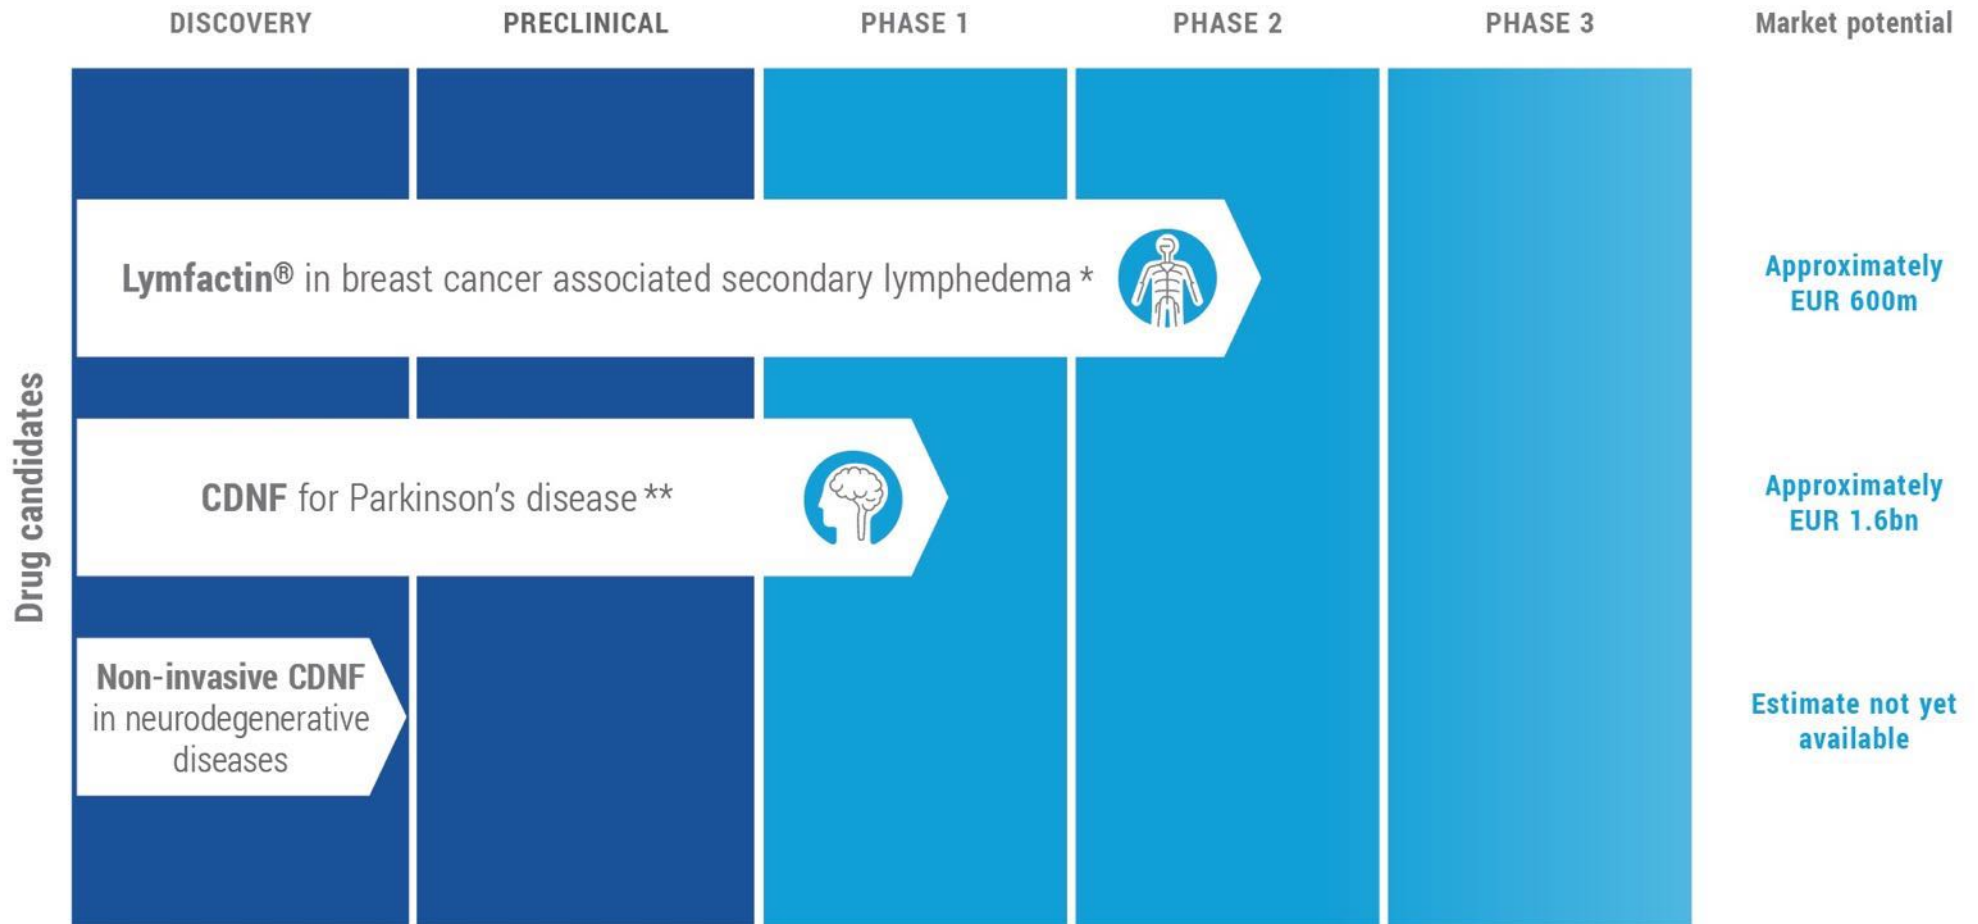 DISCOVERY
PRECLINICAL
PHASE 1
PHASE 2
PHASE 3
Market potential
Drug candidates
Lymfactin® in breast cancer associated secondary lymphedema *
Approximately
EUR 600m
CDNF for Parkinson's disease **
Approximately
EUR 1.6bn
Non-invasive CDNF
in neurodegenerative
diseases
Estimate not yet
available